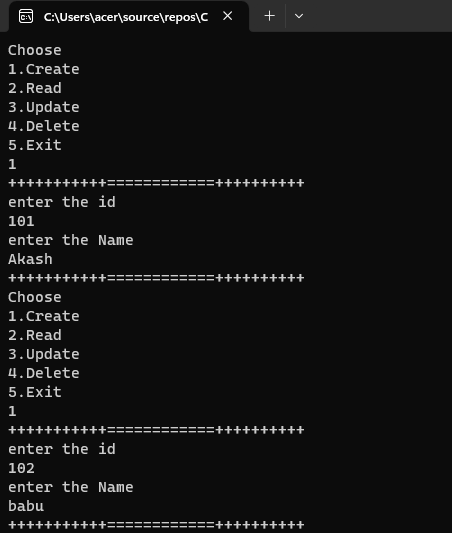 C:\Users\acer\source\repos\C
Choose
1.Create
2.Read
3.Update
4.Delete
5.Exit
1
+++++++++++============++++++++++
enter the id
101
enter the Name
Akash
+++++++++++============++++++++++
Choose
1.Create
2.Read
3.Update
4.Delete
5.Exit
1
+++++++++++============++++++++++
enter the id
102
enter the Name
babu
+++++++++++============++++++++++